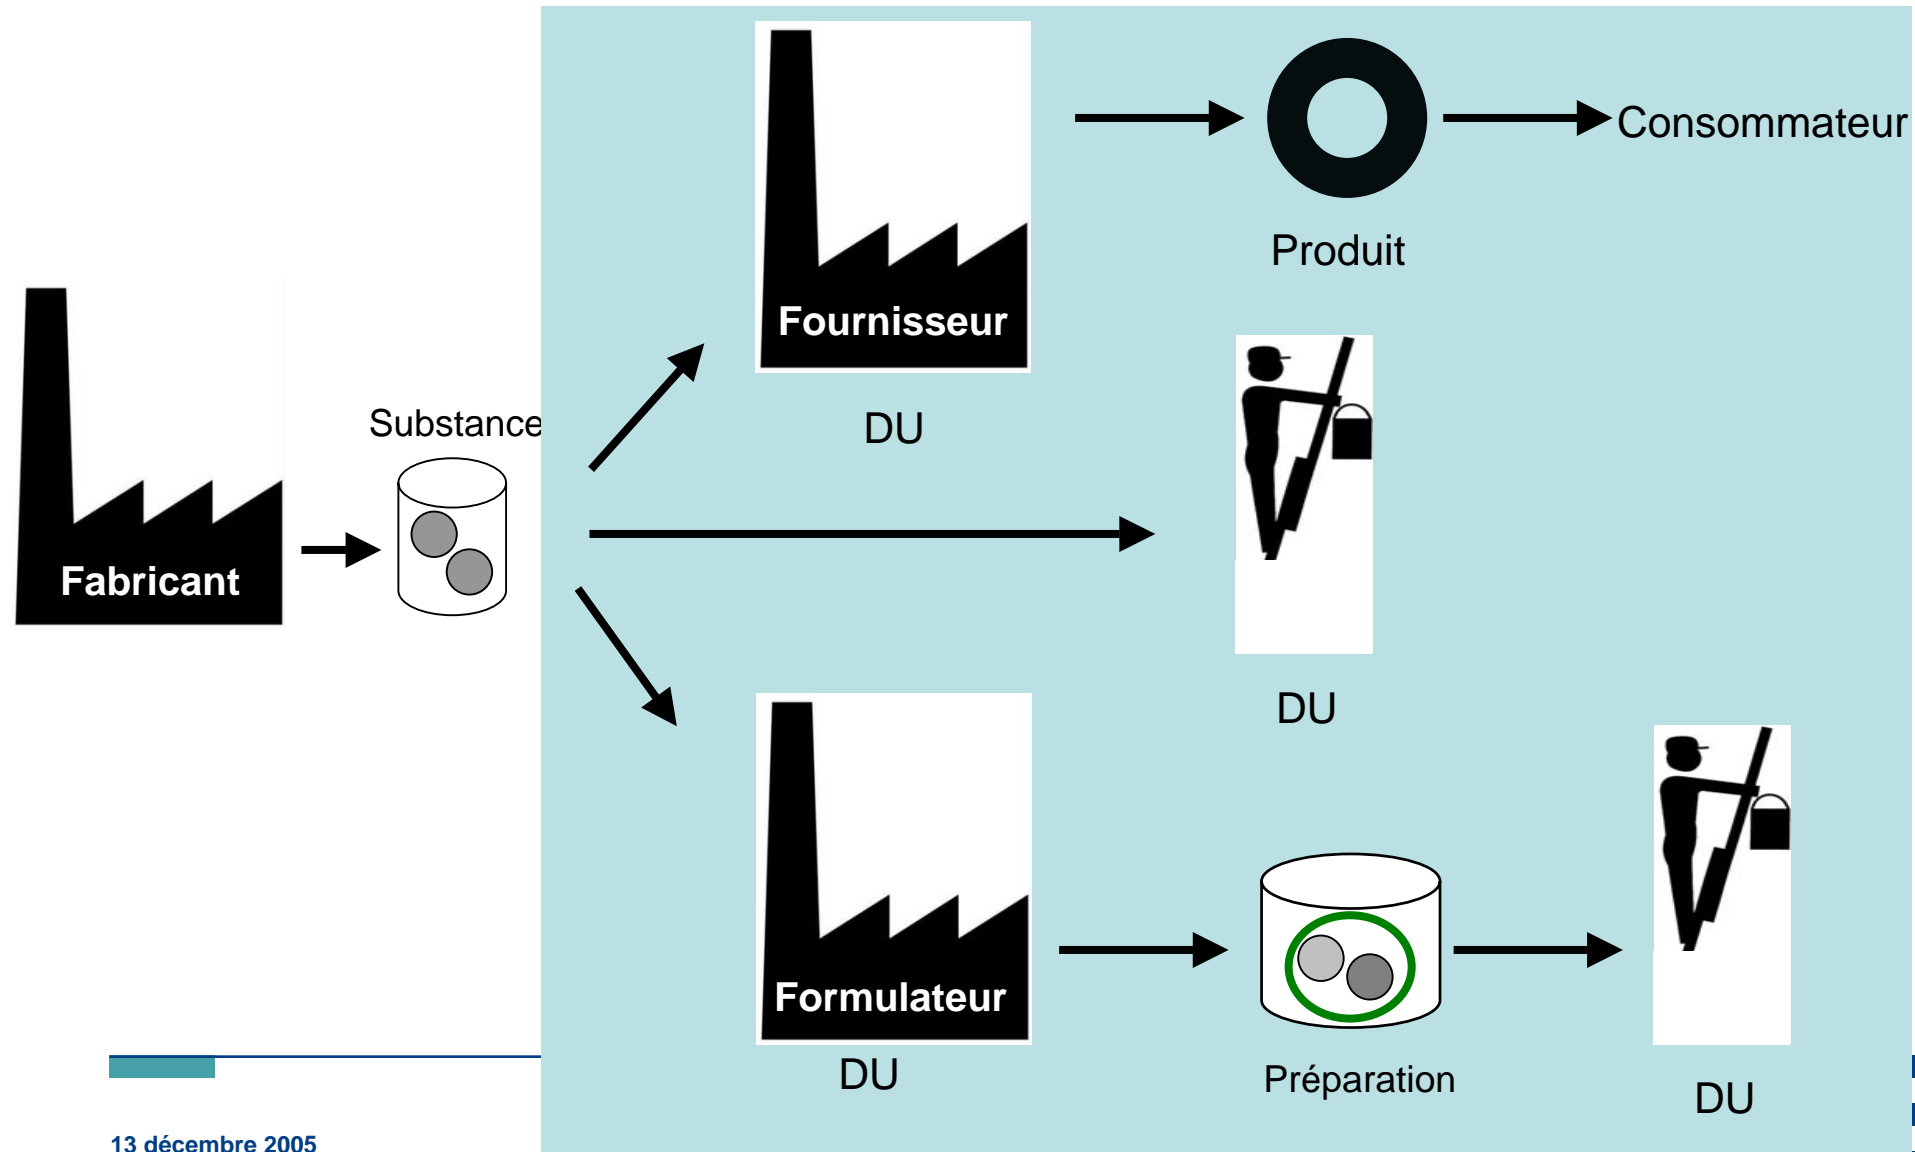 Consommateur
Produit
Fournisseur
DU
Substance
Fabricant
DU
Formulateur
DU
Préparation
DU
13 décembre 2005